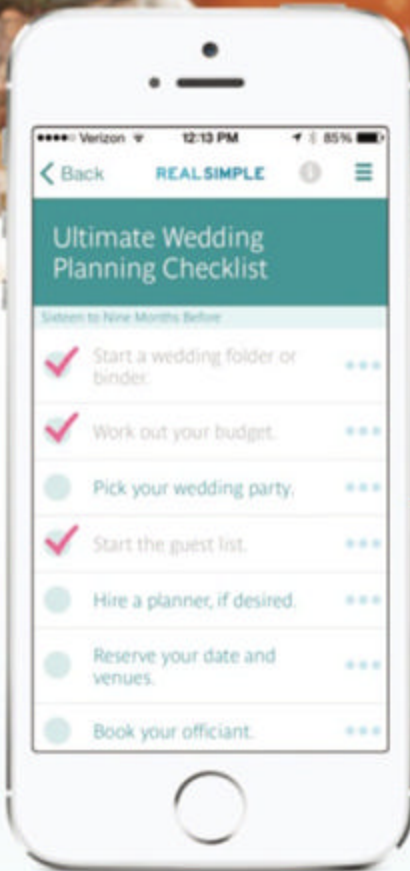 Verizon 12:13 PM 85%
Back REALSIMPLE
Ultimate Wedding
Planning Checklist
Sixteen to Nine Months Before
Start a wedding folder or
binder.
Work out your budget.
Pick your wedding party.
Start the guest list.
Hire a planner, if desired.
Reserve your date and
venues.
Book your officiant.